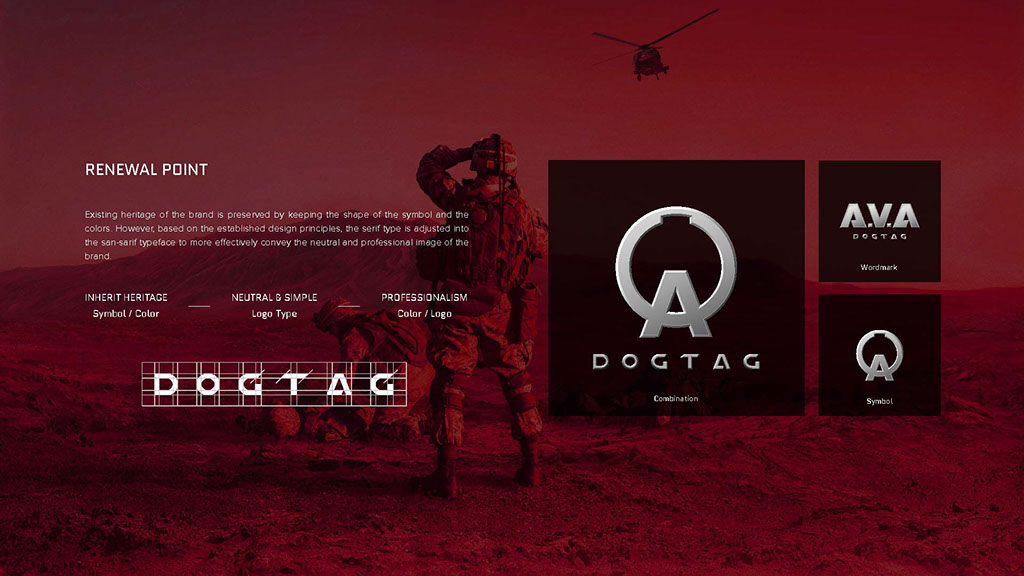 RENEWAL POINT
Existing heritage of the brand is preserved by keeping the shape of the symbol and the
colors. However, based on the established design principles, the serif type is adjusted into
the san-sarif typeface to more effectively convey the neutral and professional image of the
brand.
INHERIT HERITAGE
Symbol / Color
NEUTRAL & SIMPLE
Logo Type
PROFESSIONALISM
Color / Logo
DOGTAG
A
DOGTAG
Combination
A.V.A
DOGTAG
Wordmark
A
Symbol